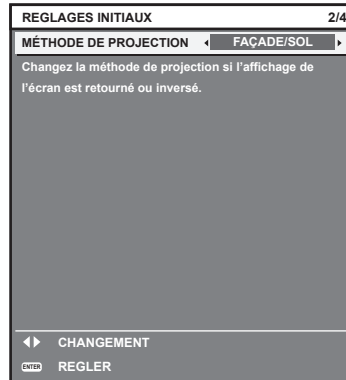 REGLAGES INITIAUX 2/4
MÉTHODE DE PROJECTION FAÇADE/SOL
Changez la méthode de projection si l'affichage de
l'écran est retourné ou inversé.
CHANGEMENT
ENTER REGLER